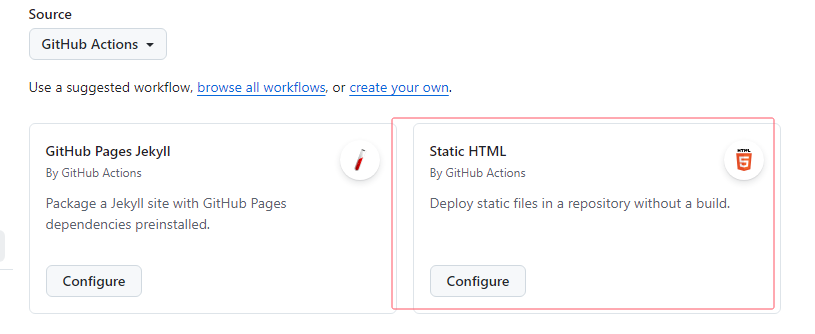 Source
GitHub Actions
Use a suggested workflow, browse all workflows, or create your own.
GitHub Pages Jekyll
By GitHub Actions
Package a Jekyll site with GitHub Pages
dependencies preinstalled.
Configure
Static HTML
By GitHub Actions
Deploy static files in a repository without a build.
Configure
HTML
5